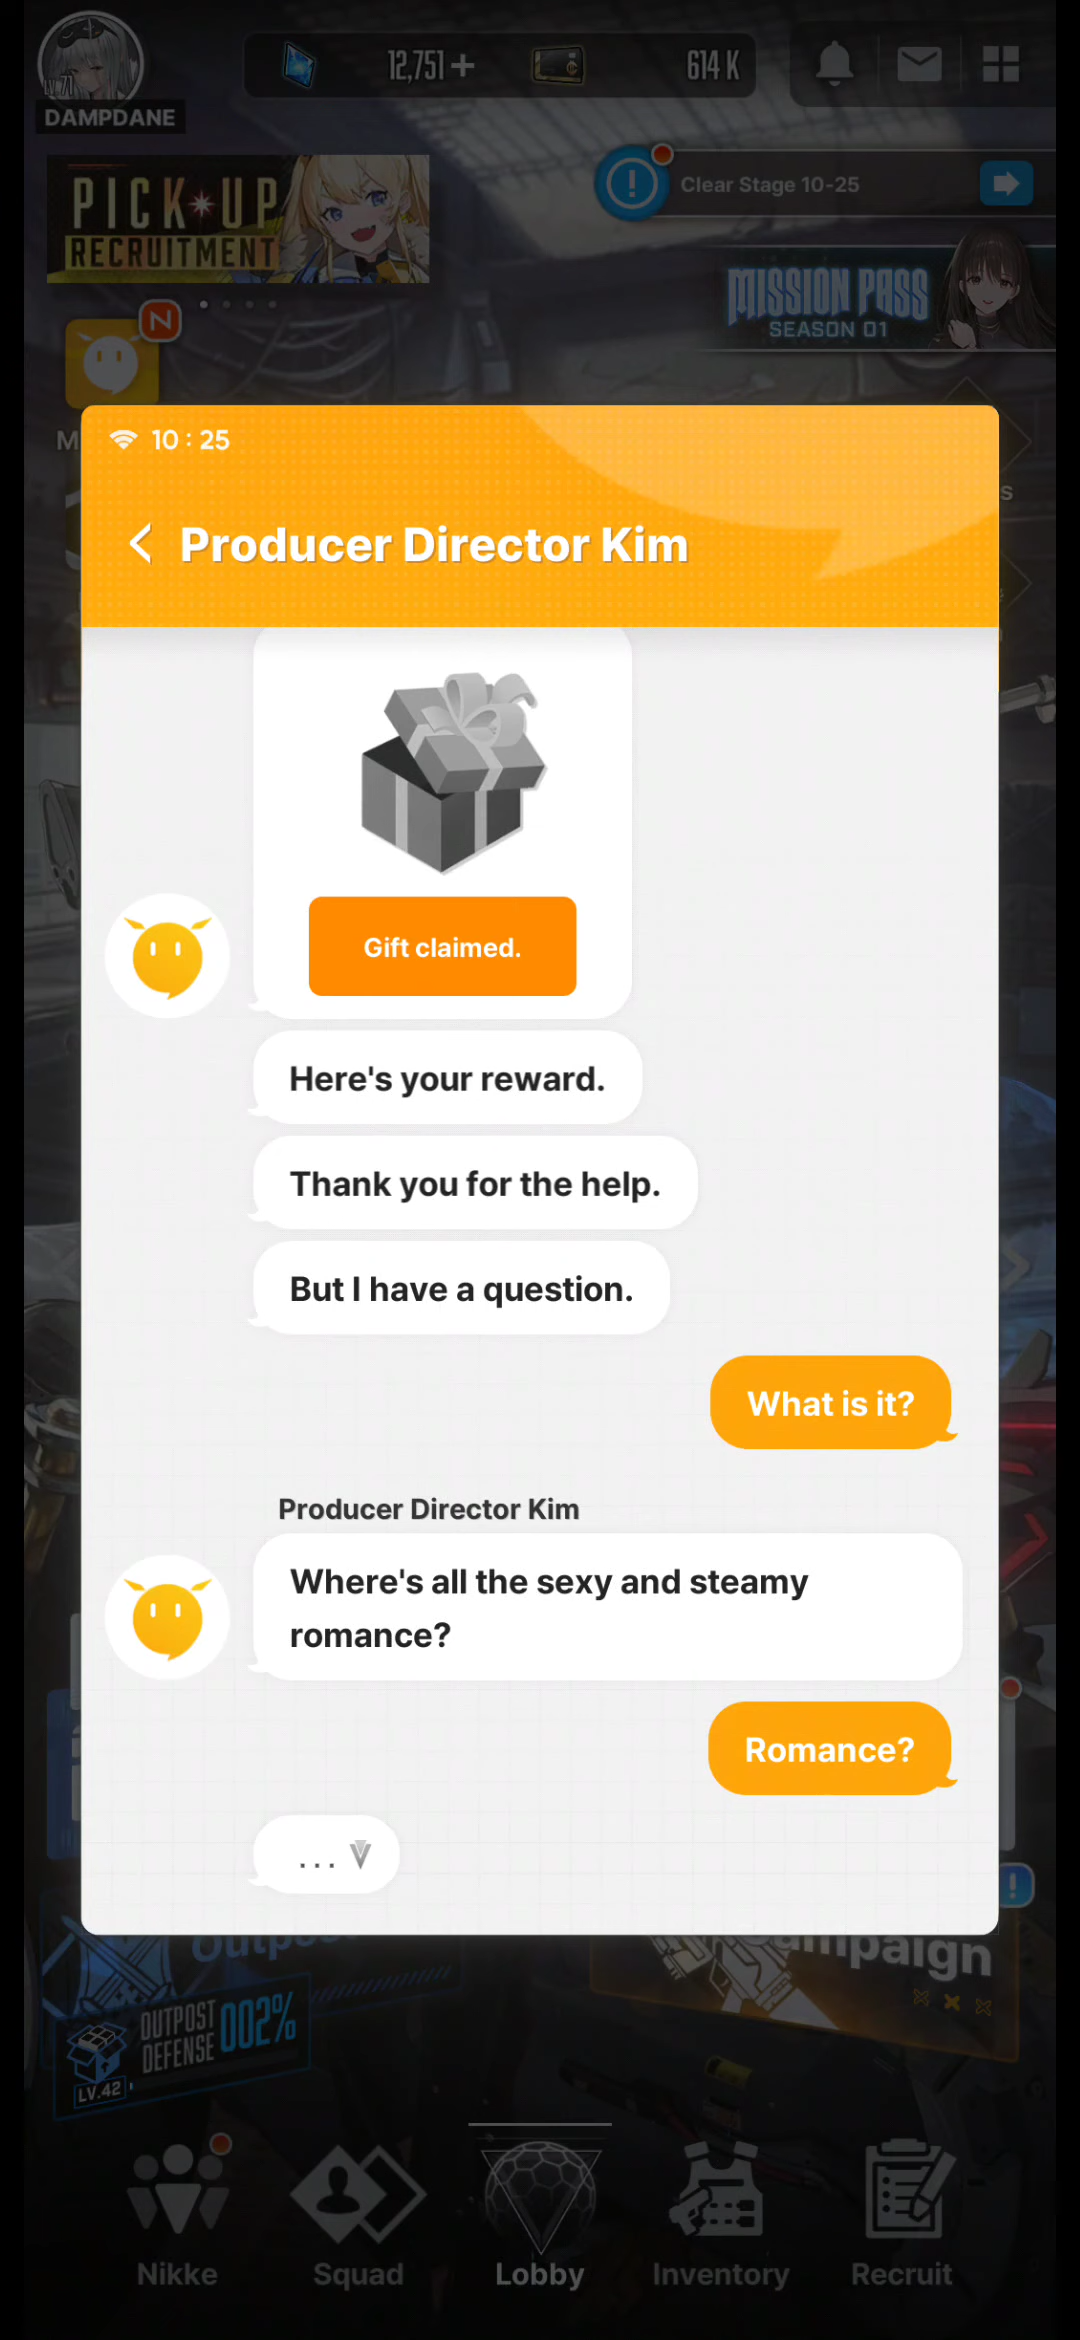 LV.71
12,751
614 K
DAMPDANE
PICK UP
RECRUITMENT
Clear Stage 10-25
MISSION PASS
SEASON 01
N
M
10 : 25
s
Producer Director Kim
Gift claimed.
Here's your reward.
Thank you for the help.
But I have a question.
What is it?
Producer Director Kim
Where's all the sexy and steamy
romance?
Romance?
...
Outpost
Campaign
OUTPOST
DEFENSE
002%
LV.42
Nikke
Squad
Lobby
Inventory
Recruit